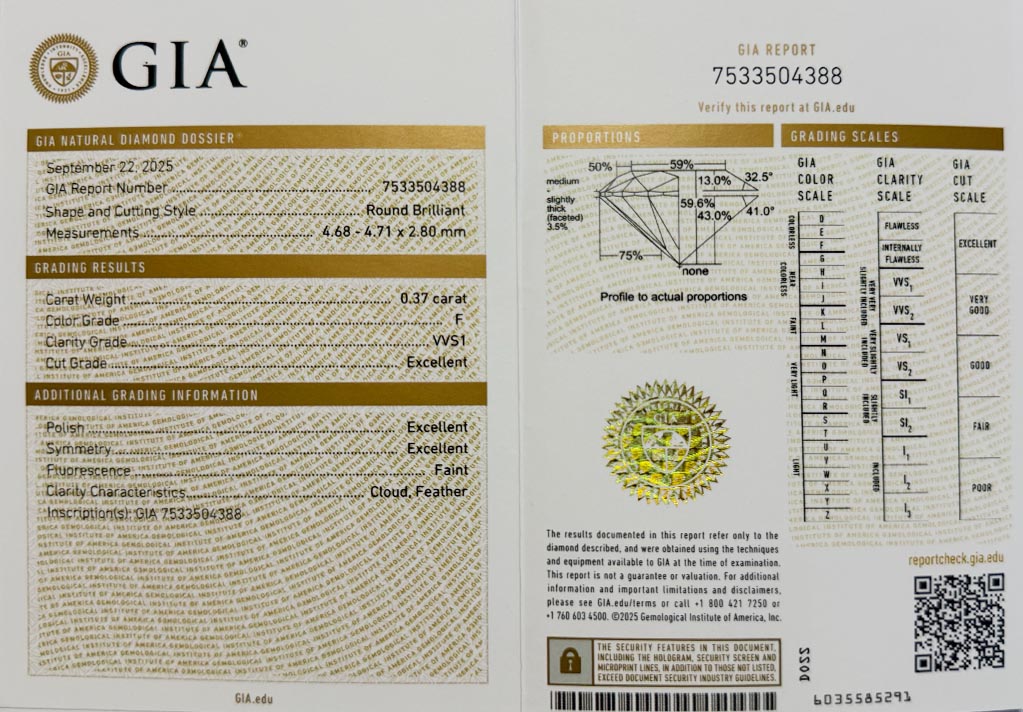 GIA®
GIA NATURAL DIAMOND DOSSIER®
September 22, 2025
GIA Report Number 7533504388
Shape and Cutting Style Round Brilliant
Measurements 4.68 - 4.71 x 2.80 mm
GRADING RESULTS
Carat Weight 0.37 carat
Color Grade F
Clarity Grade VVS1
Cut Grade Excellent
ADDITIONAL GRADING INFORMATION
Polish Excellent
Symmetry Excellent
Fluorescence Faint
Clarity Characteristics Cloud, Feather
Inscription(s): GIA 7533504388
GIA.edu
GIA REPORT
7533504388
Verify this report at GIA.edu
PROPORTIONS
50%
59%
13.0%
32.5°
medium
-
slightly
thick
(faceted)
3.5%
59.6%
43.0%
41.0°
75%
none
Profile to actual proportions
The results documented in this report refer only to the
diamond described, and were obtained using the techniques
and equipment available to GIA at the time of examination.
This report is not a guarantee or valuation. For additional
information and important limitations and disclaimers,
please see GIA.edu/terms or call +1 800 421 7250 or
+1 760 603 4500. ©2025 Gemological Institute of America, Inc.
THE SECURITY FEATURES IN THIS DOCUMENT,
INCLUDING THE HOLOGRAM, SECURITY SCREEN AND
MICROPRINT LINES, IN ADDITION TO THOSE NOT LISTED,
EXCEED DOCUMENT SECURITY INDUSTRY GUIDELINES.
GRADING SCALES
GIA
COLOR
SCALE
COLORLESS
D
E
F
NEAR
COLORLESS
G
H
I
J
FAINT
K
L
M
VERY LIGHT
N
O
P
Q
R
LIGHT
S
T
U
V
W
X
Y
Z
GIA
CLARITY
SCALE
FLAWLESS
INTERNALLY
FLAWLESS
VERY VERY
SLIGHTLY INCLUDED
VVS1
VVS2
VERY SLIGHTLY
INCLUDED
VS1
VS2
SLIGHTLY
INCLUDED
SI1
SI2
INCLUDED
I1
I2
I3
GIA
CUT
SCALE
EXCELLENT
VERY
GOOD
GOOD
FAIR
POOR
reportcheck.gia.edu
DOSS
6035585291